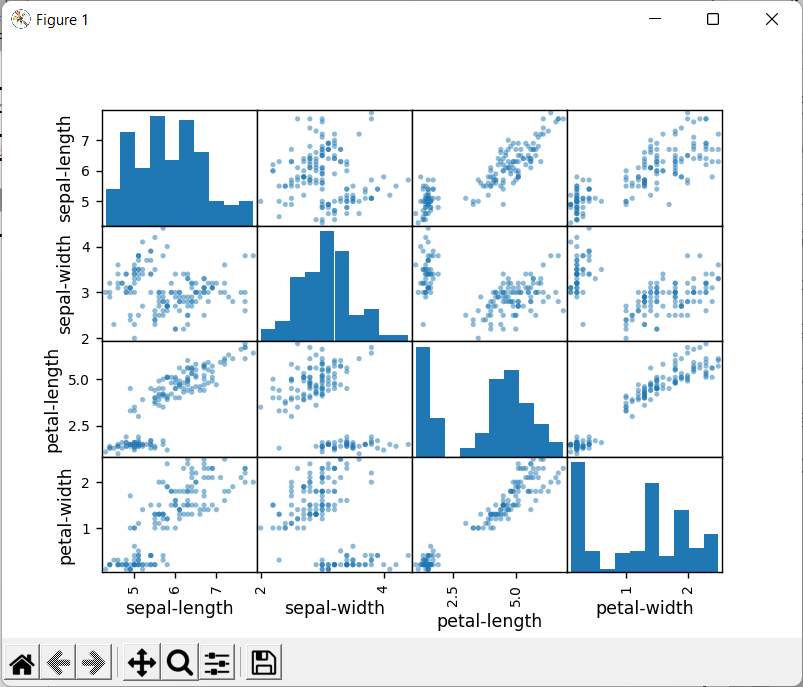 Figure 1
sepal-length
7
6
5
sepal-width
4
3
2
petal-length
5.0
2.5
petal-width
2
1
5 6 7 2 4 2.5 5.0 1 2
sepal-length sepal-width petal-length petal-width